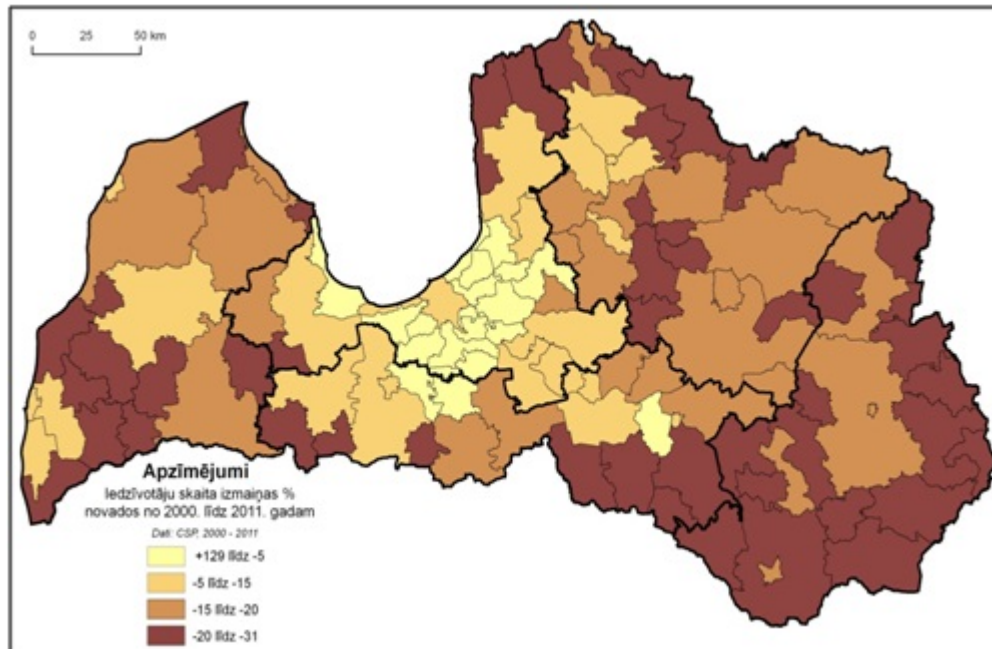 0 25 50 km
Apzīmējumi
Iedzīvotāju skaita izmaiņas %
novados no 2000. līdz 2011. gadam
Dati: CSP, 2000 - 2011
+129 līdz -5
-5 līdz -15
-15 līdz -20
-20 līdz -31